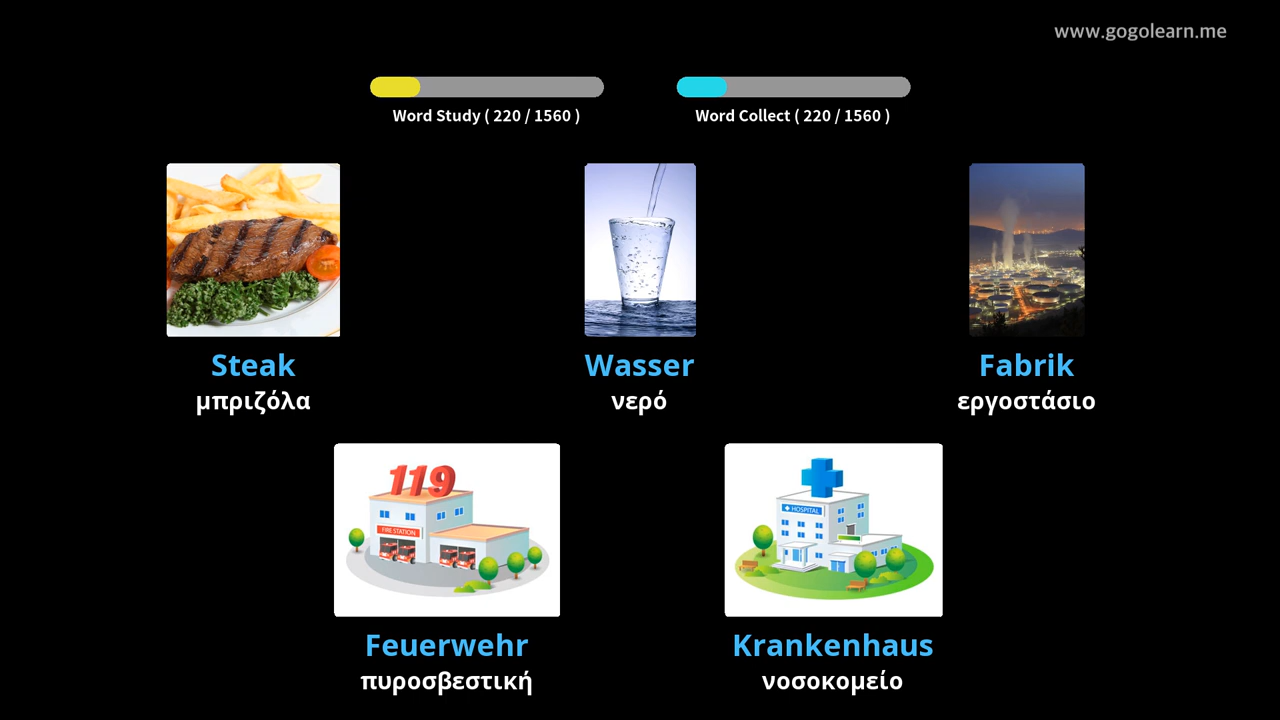 www.gogolearn.me
Word Study ( 220 / 1560 )
Word Collect ( 220 / 1560 )
Steak
μπριζόλα
Wasser
νερό
Fabrik
εργοστάσιο
119
FIRE STATION
Feuerwehr
πυροσβεστική
HOSPITAL
Krankenhaus
νοσοκομείο